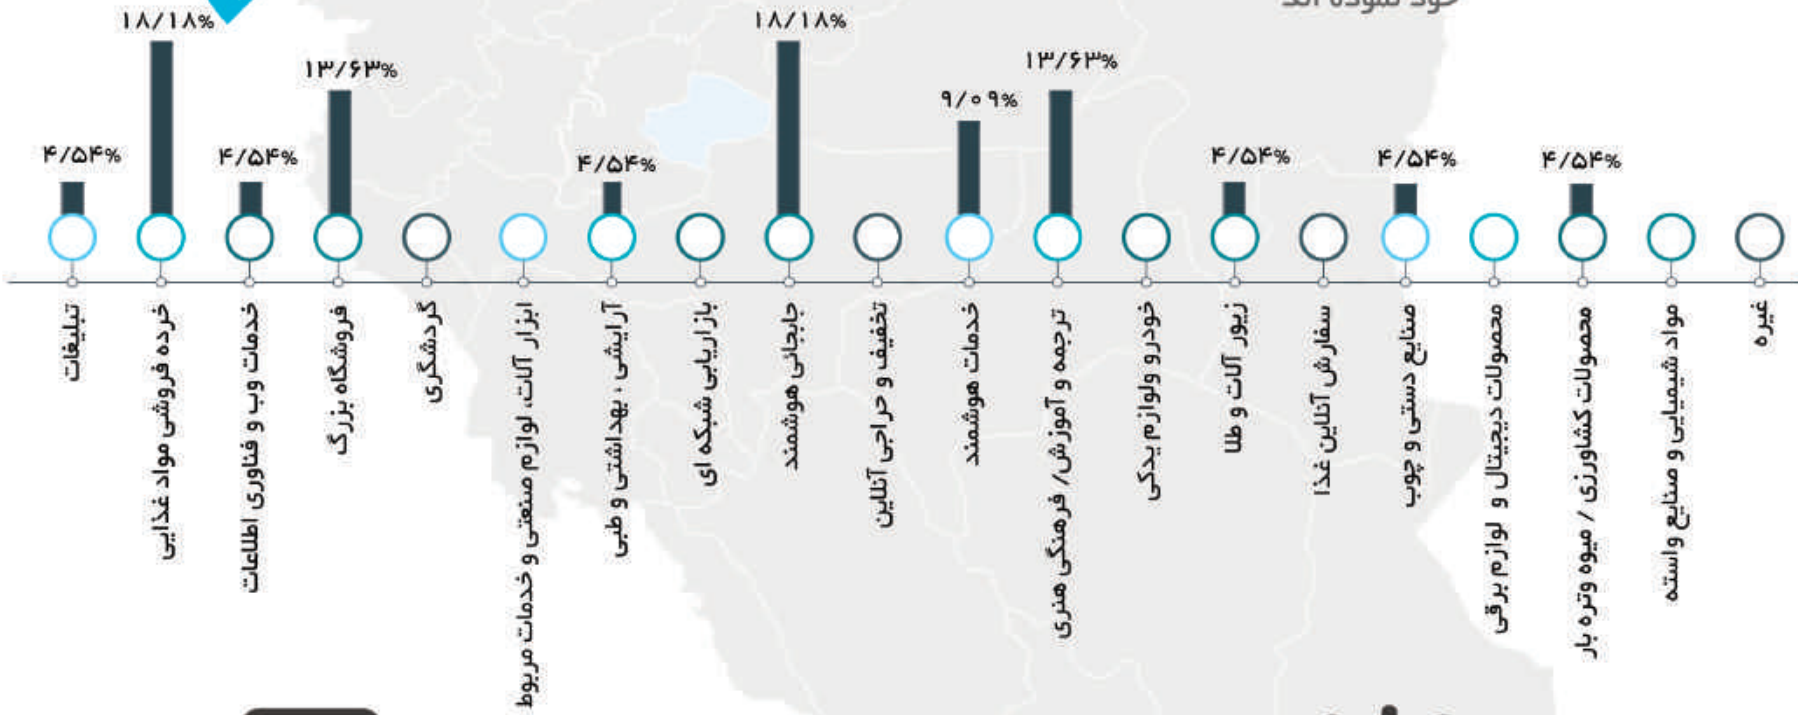 خود نموده اند
۱۸/۱۸%
۱۸/۱۸%
۱۳/۶۳%
۱۳/۶۳%
۹/۰۹%
۴/۵۴%
۴/۵۴%
۴/۵۴%
۴/۵۴%
۴/۵۴%
۴/۵۴%
تبلیغات
خرده فروشی مواد غذایی
خدمات وب و فناوری اطلاعات
فروشگاه بزرگ
گردشگری
ابزار آلات، لوازم صنعتی و خدمات مربوط
آرایشی ، بهداشتی و طبی
بازاریابی شبکه ای
جابجائی هوشمند
تخفیف و حراجی آنلاین
خدمات هوشمند
ترجمه و آموزش/ فرهنگی هنری
خودرو ولوازم یدکی
زیور آلات و طلا
سفارش آنلاین غذا
صنایع دستی و چوب
محصولات دیجیتال و لوازم برقی
محصولات کشاورزی / میوه وتره بار
مواد شیمیایی و صنایع وابسته
غیره